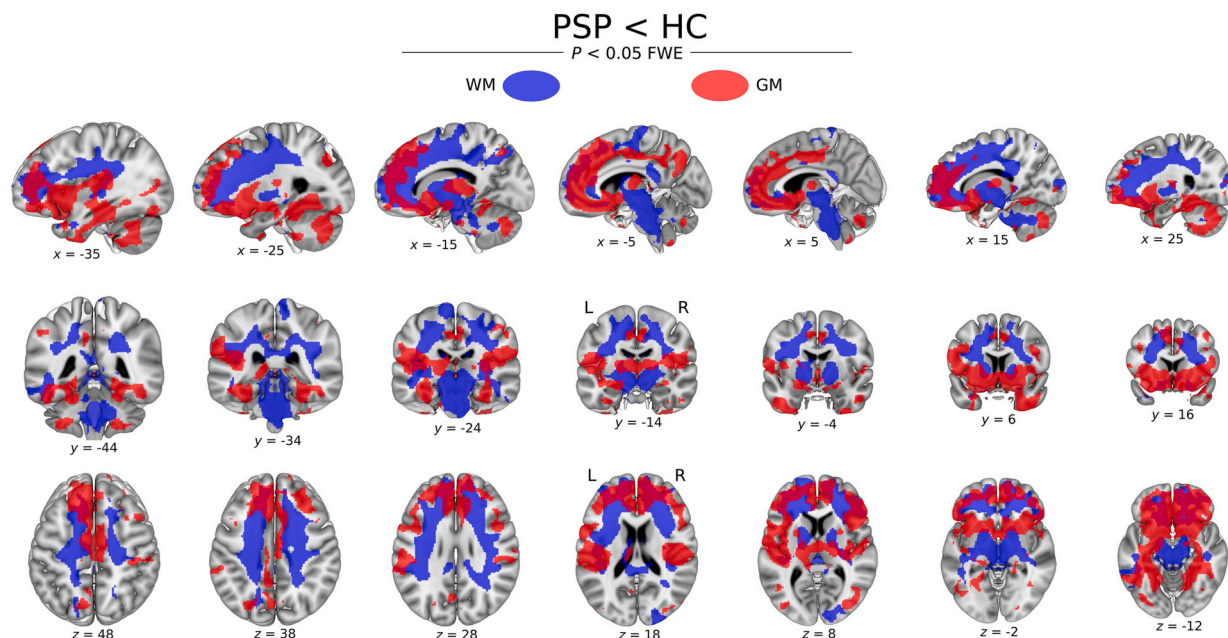 PSP < HC
P < 0.05 FWE
WM GM
x = -35 x = -25 x = -15 x = -5 x = 5 x = 15 x = 25
L R
y = -44 y = -34 y = -24 y = -14 y = -4 y = 6 y = 16
L R
z = 48 z = 38 z = 28 z = 18 z = 8 z = -2 z = -12